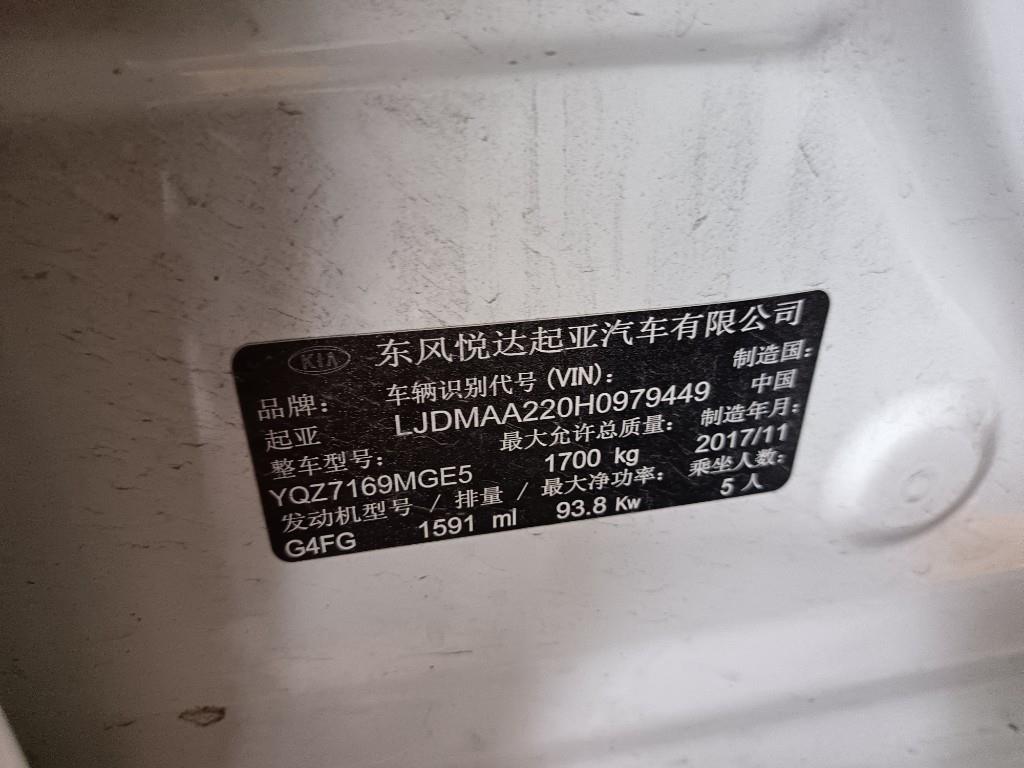 KIA 东风悦达起亚汽车有限公司
品牌： 车辆识别代号 (VIN)： 制造国：
起亚 LJDMAA220H0979449 中国
整车型号： 最大允许总质量： 制造年月：
YQZ7169MGE5 1700 kg 2017/11
发动机型号 / 排量 / 最大净功率： 乘坐人数：
G4FG 1591 ml 93.8 Kw 5 人